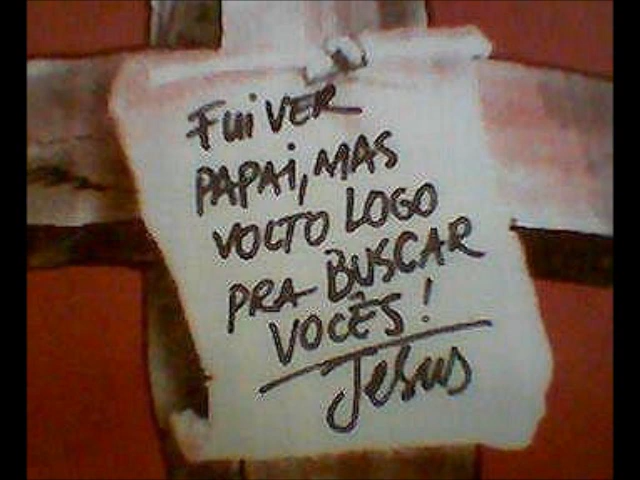 FUI VER
PAPAI, MAS
VOLTO LOGO
PRA BUSCAR
VOCÊS!
Jesus